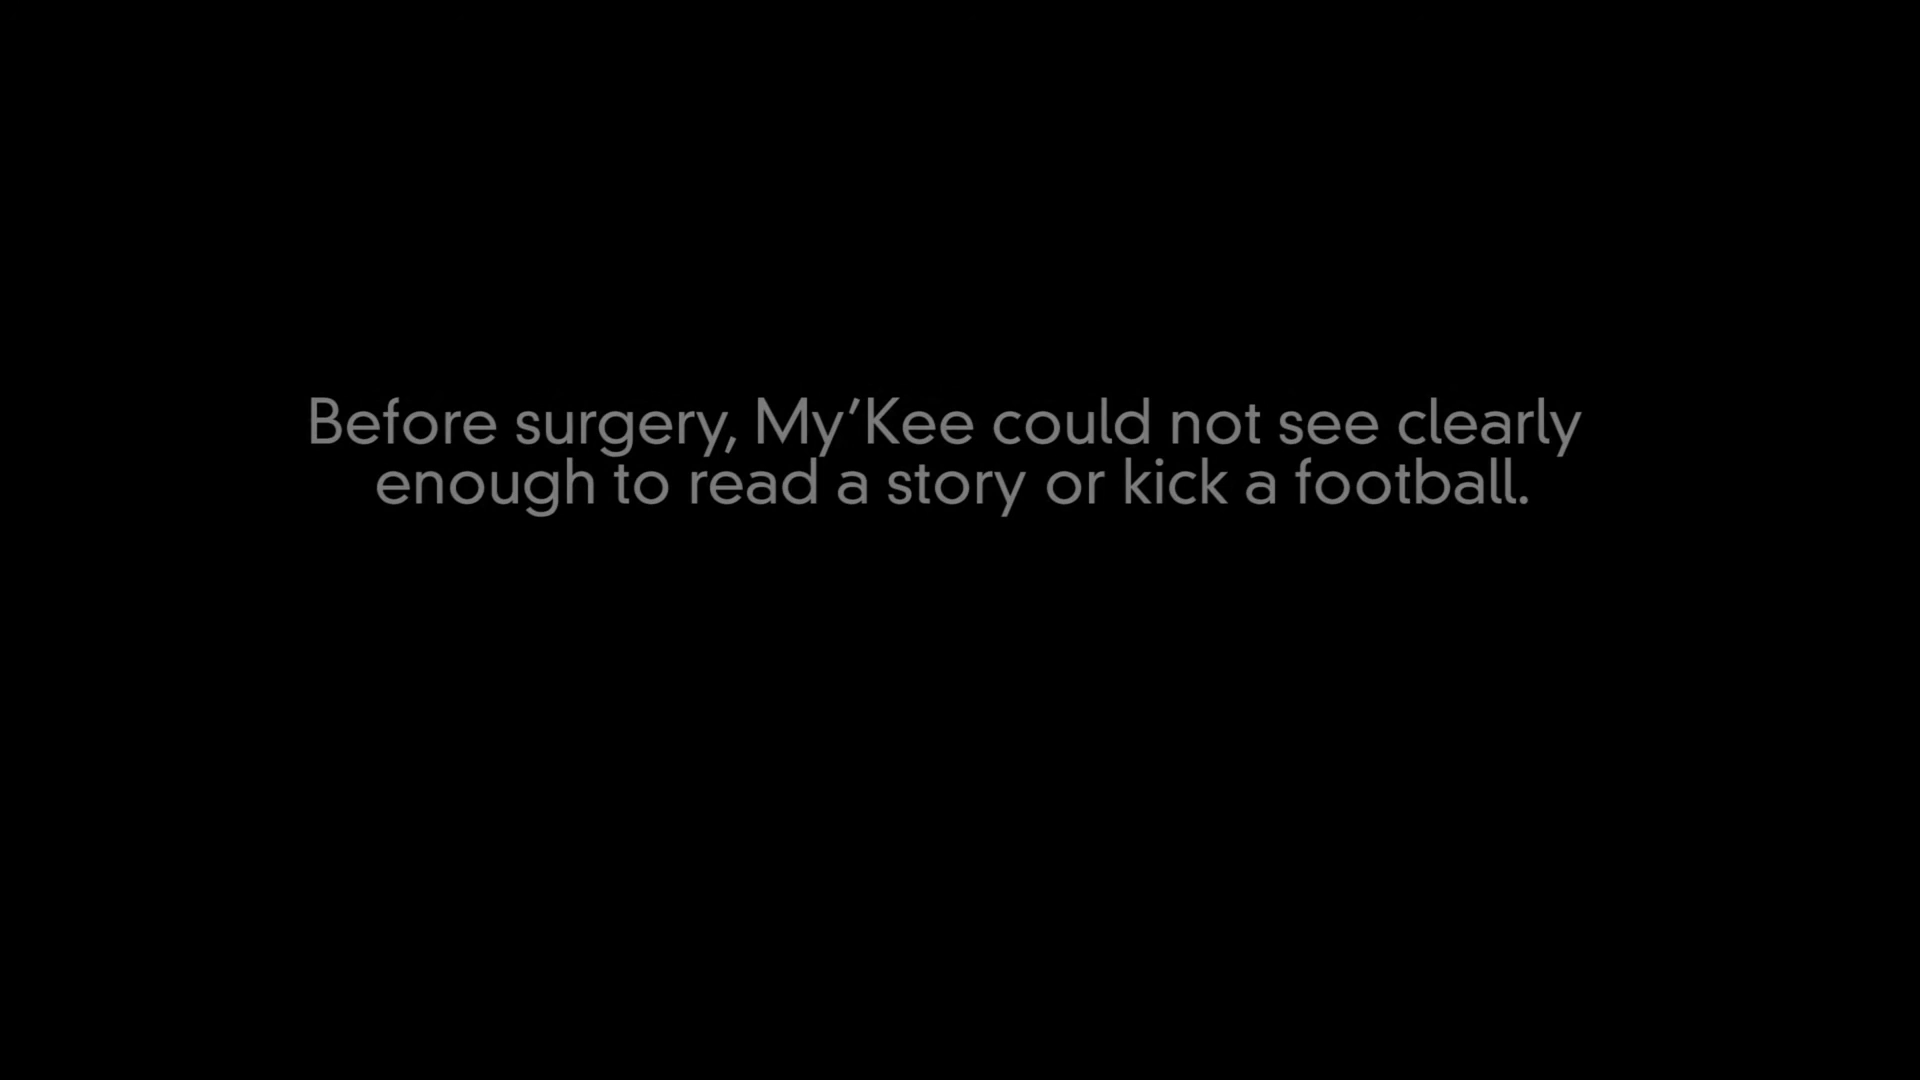 Before surgery, My’Kee could not see clearly
enough to read a story or kick a football.